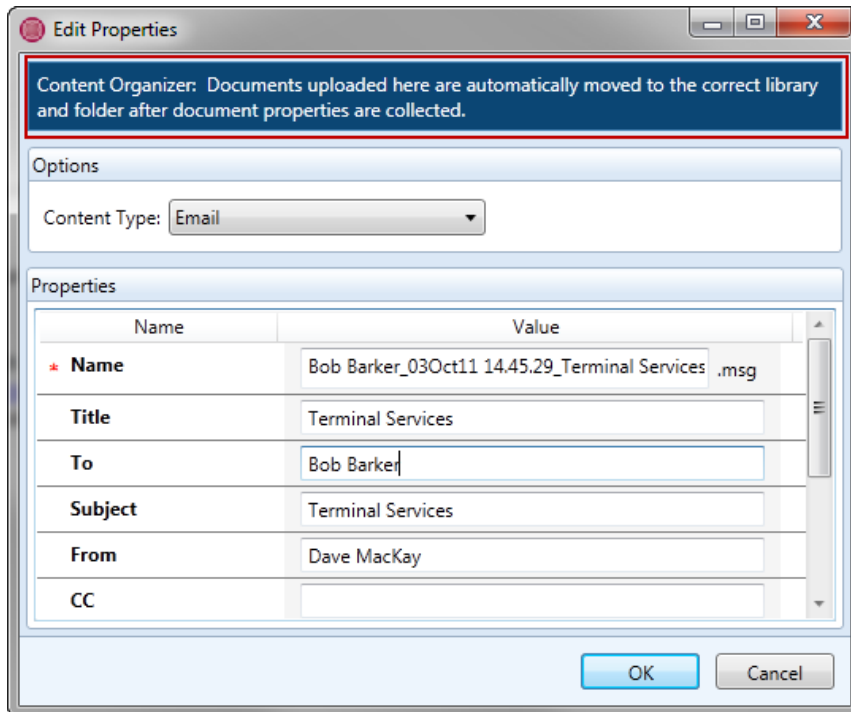 Edit Properties
Content Organizer: Documents uploaded here are automatically moved to the correct library
and folder after document properties are collected.
Options
Content Type: Email
Properties
Name Value
* Name Bob Barker_03Oct11 14.45.29_Terminal Services .msg
Title Terminal Services
To Bob Barker
Subject Terminal Services
From Dave MacKay
CC
OK Cancel